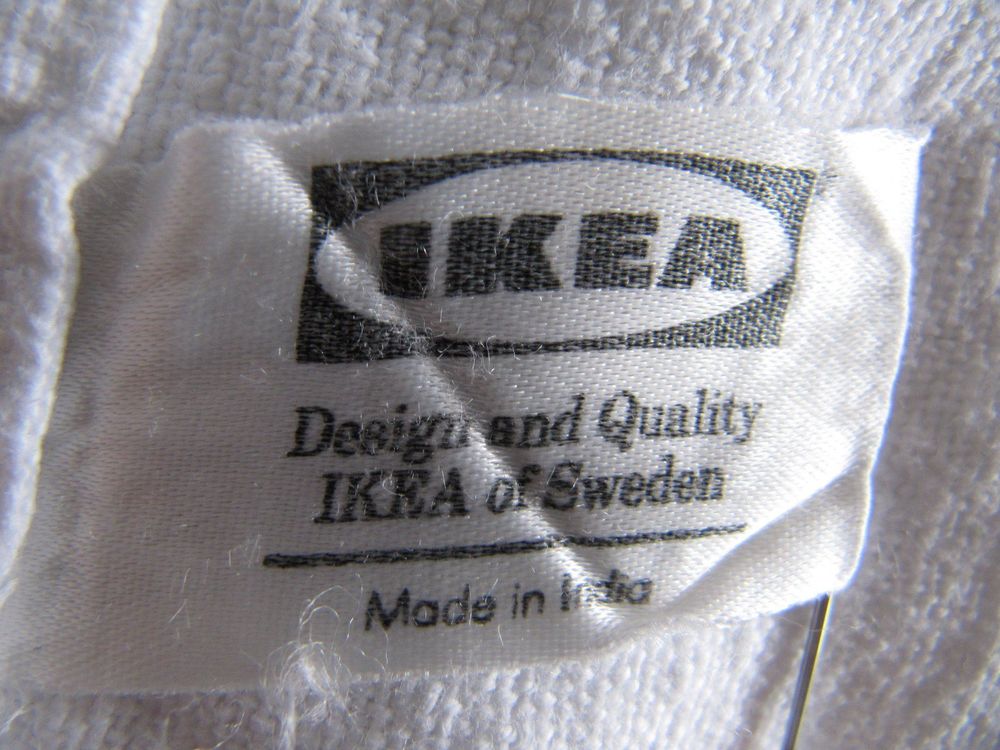 IKEA
Design and Quality
IKEA of Sweden
Made in India